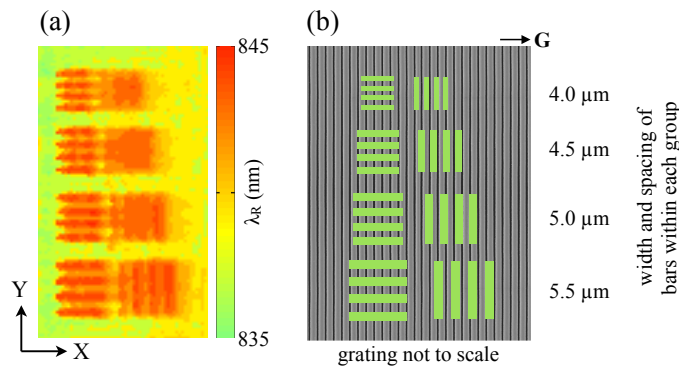 (a)
845
λR (nm)
835
Y
X
(b)
G
4.0 µm
4.5 µm
5.0 µm
5.5 µm
width and spacing of
bars within each group
grating not to scale